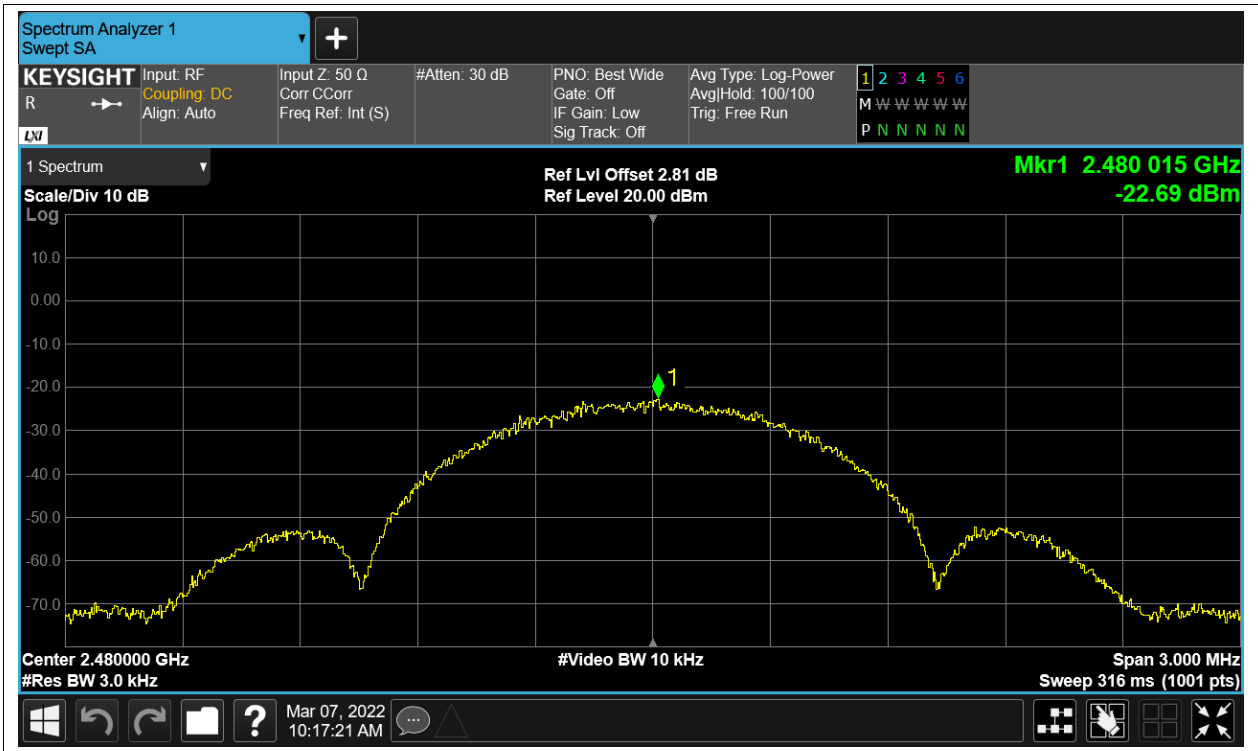 Spectrum Analyzer 1
Swept SA
KEYSIGHT
R
LXI
Input: RF
Coupling: DC
Align: Auto
Input Z: 50 Ω
Corr CCorr
Freq Ref: Int (S)
#Atten: 30 dB
PNO: Best Wide
Gate: Off
IF Gain: Low
Sig Track: Off
Avg Type: Log-Power
Avg|Hold: 100/100
Trig: Free Run
1 2 3 4 5 6
M W W W W W
P N N N N N
1 Spectrum
Scale/Div 10 dB
Log
Ref Lvl Offset 2.81 dB
Ref Level 20.00 dBm
Mkr1 2.480 015 GHz
-22.69 dBm
10.0
0.00
-10.0
-20.0
-30.0
-40.0
-50.0
-60.0
-70.0
1
Center 2.480000 GHz
#Res BW 3.0 kHz
#Video BW 10 kHz
Span 3.000 MHz
Sweep 316 ms (1001 pts)
?
Mar 07, 2022
10:17:21 AM